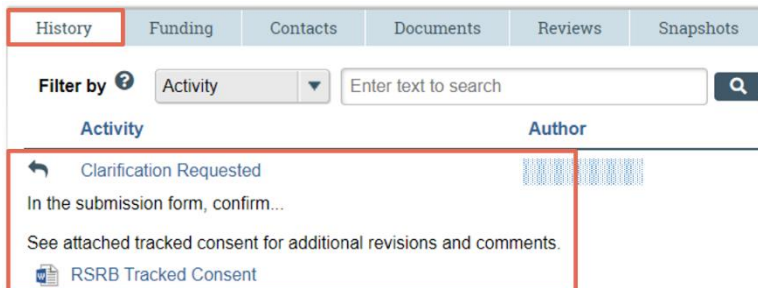 History Funding Contacts Documents Reviews Snapshots
Filter by ? Activity Enter text to search
Activity Author
Clarification Requested
In the submission form, confirm...
See attached tracked consent for additional revisions and comments.
RSRB Tracked Consent